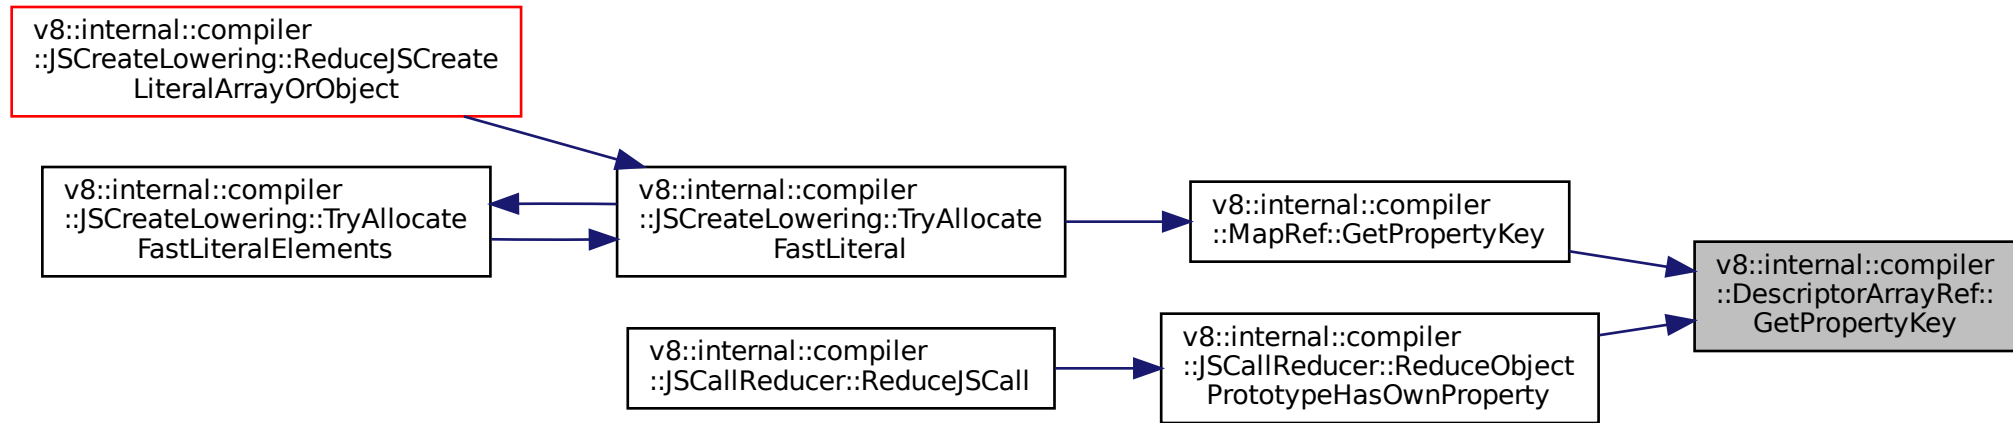 v8::internal::compiler
::JSCreateLowering::ReduceJSCreate
LiteralArrayOrObject
v8::internal::compiler
::JSCreateLowering::TryAllocate
FastLiteralElements
v8::internal::compiler
::JSCreateLowering::TryAllocate
FastLiteral
v8::internal::compiler
::MapRef::GetPropertyKey
v8::internal::compiler
::DescriptorArrayRef::
GetPropertyKey
v8::internal::compiler
::JSCallReducer::ReduceJSCall
v8::internal::compiler
::JSCallReducer::ReduceObject
PrototypeHasOwnProperty